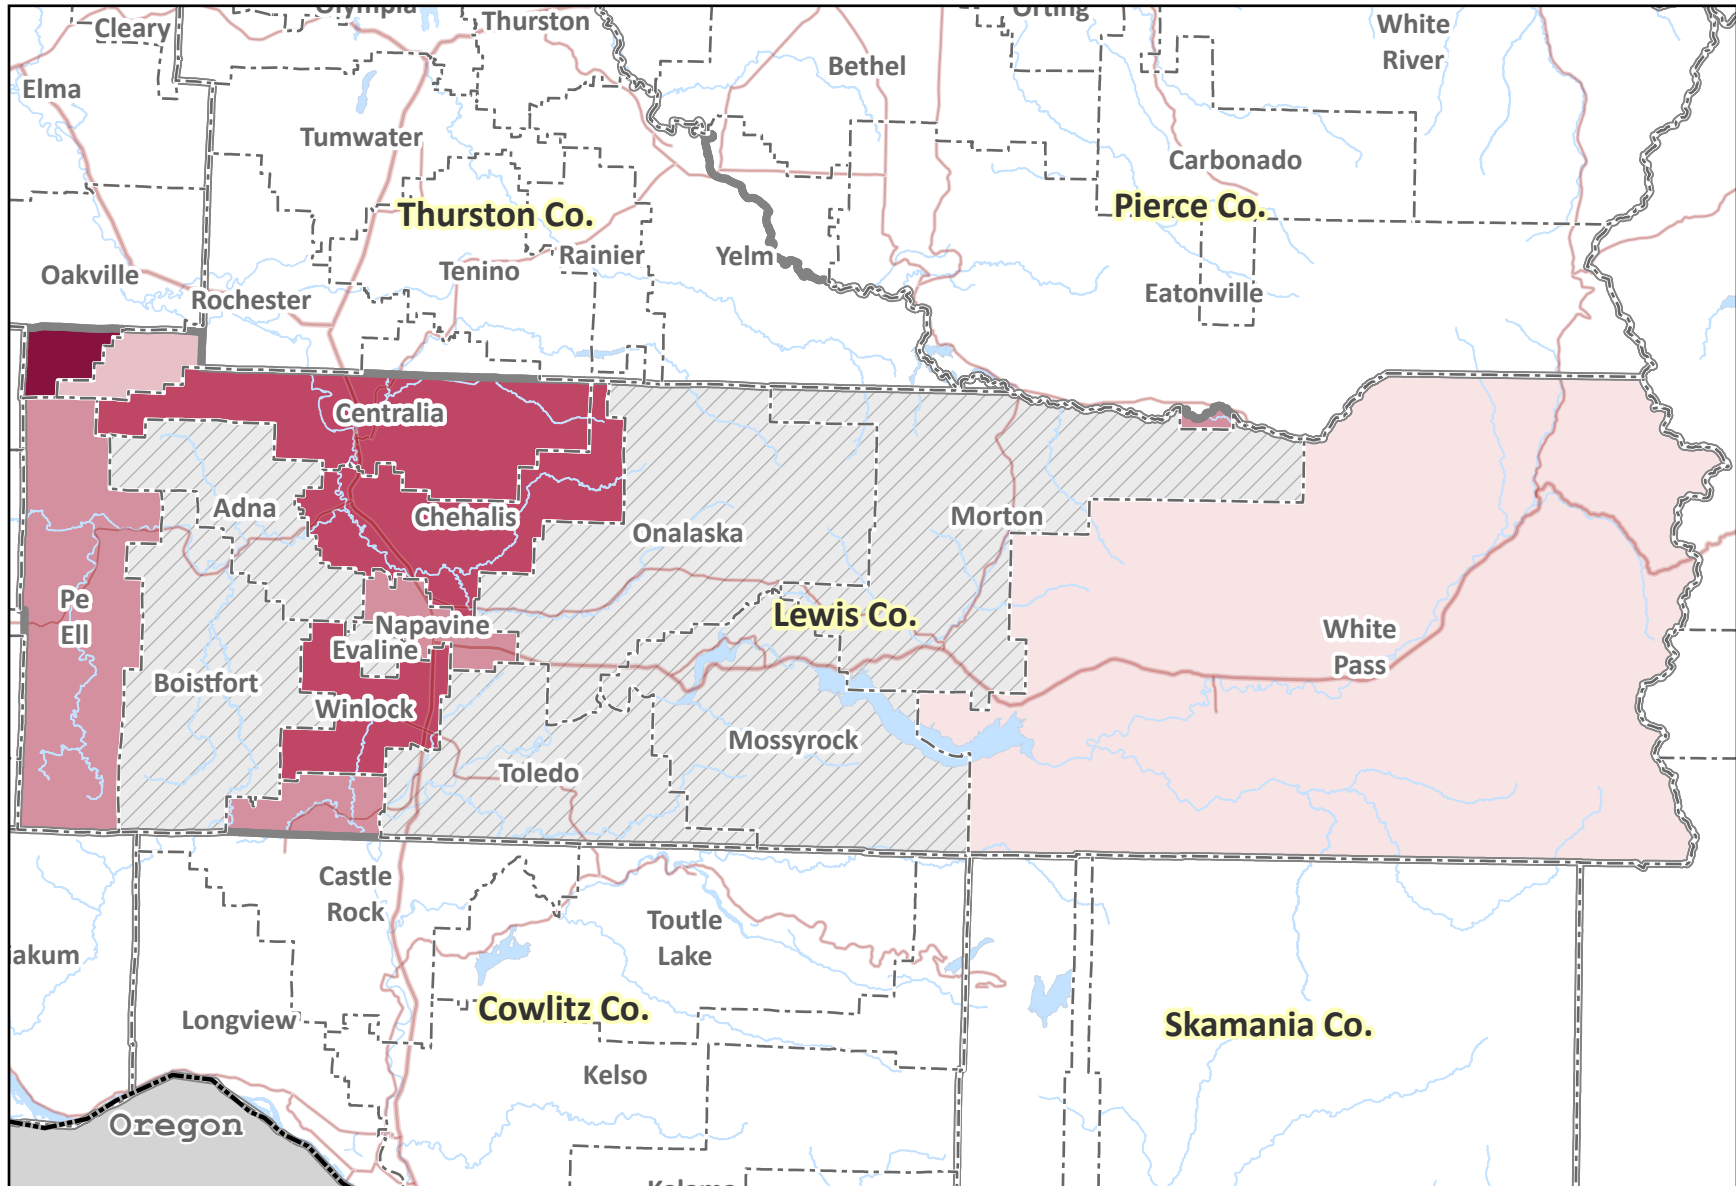 Olympia
Thurston
Orting
White
River
Cleary
Bethel
Elma
Tumwater
Carbonado
Thurston Co.
Pierce Co.
Rainier
Yelm
Tenino
Oakville
Rochester
Eatonville
Centralia
Adna
Chehalis
Onalaska
Morton
Pe
Ell
Lewis Co.
Napavine
Evaline
White
Pass
Boistfort
Winlock
Mossyrock
Toledo
Castle
Rock
Toutle
Lake
akum
Longview
Cowlitz Co.
Skamania Co.
Kelso
Oregon
Kalama